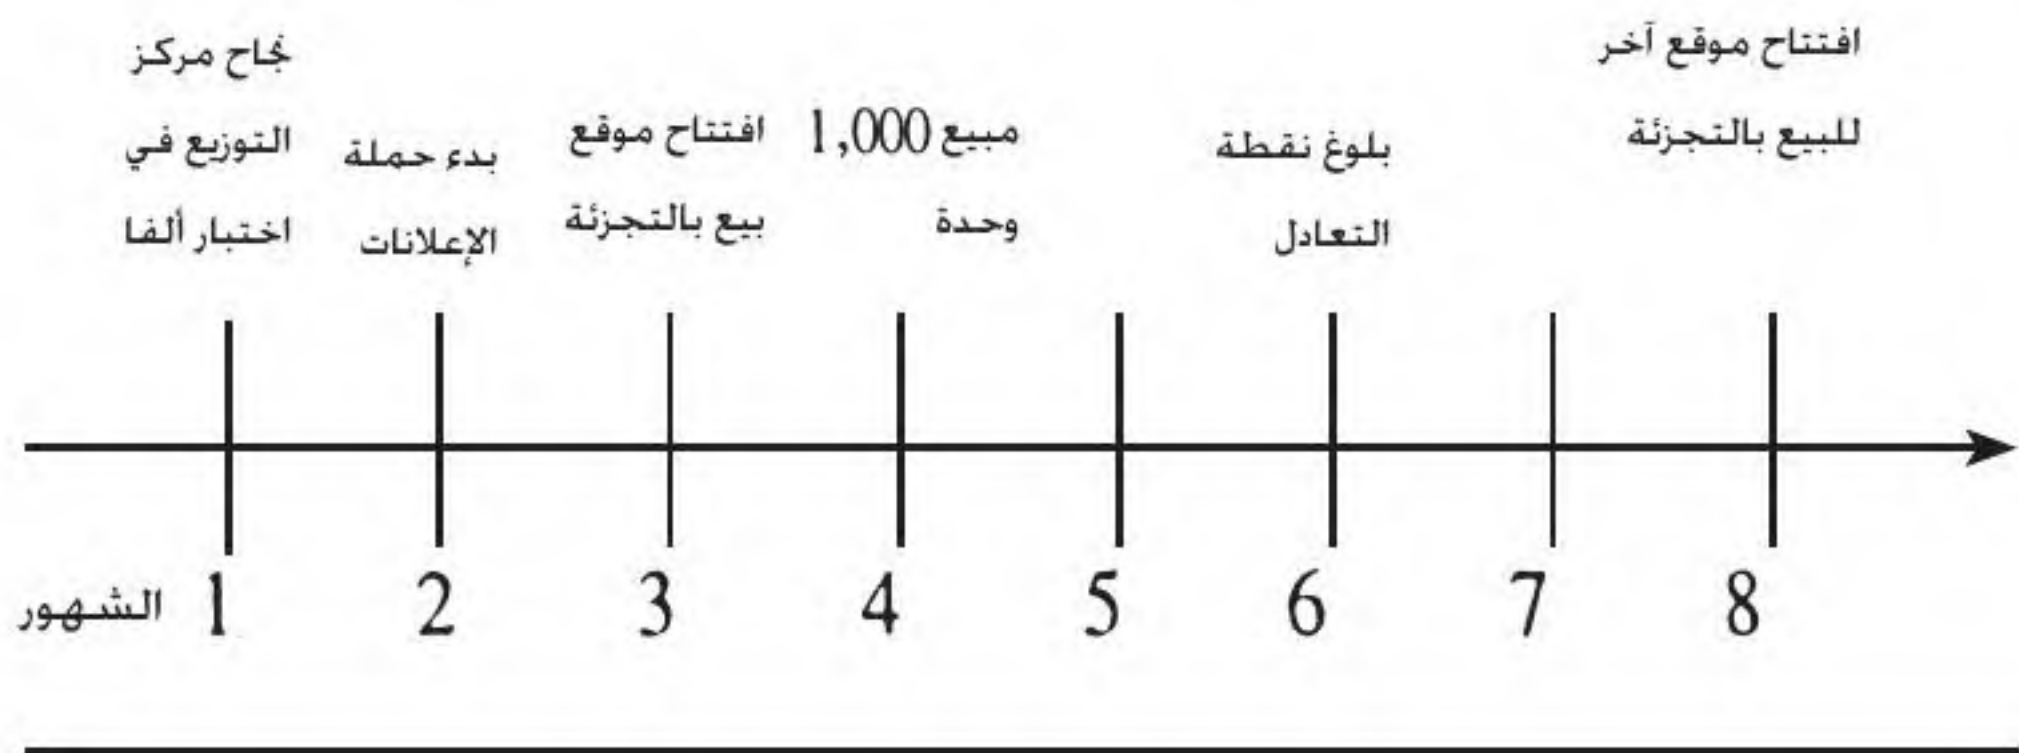 نجاح مركز
التوزيع في
اختبار ألفا
بدء حملة
الإعلانات
افتتاح موقع
بيع بالتجزئة
مبيع 1,000
وحدة
بلوغ نقطة
التعادل
افتتاح موقع آخر
للبيع بالتجزئة
الشهور 1 2 3 4 5 6 7 8